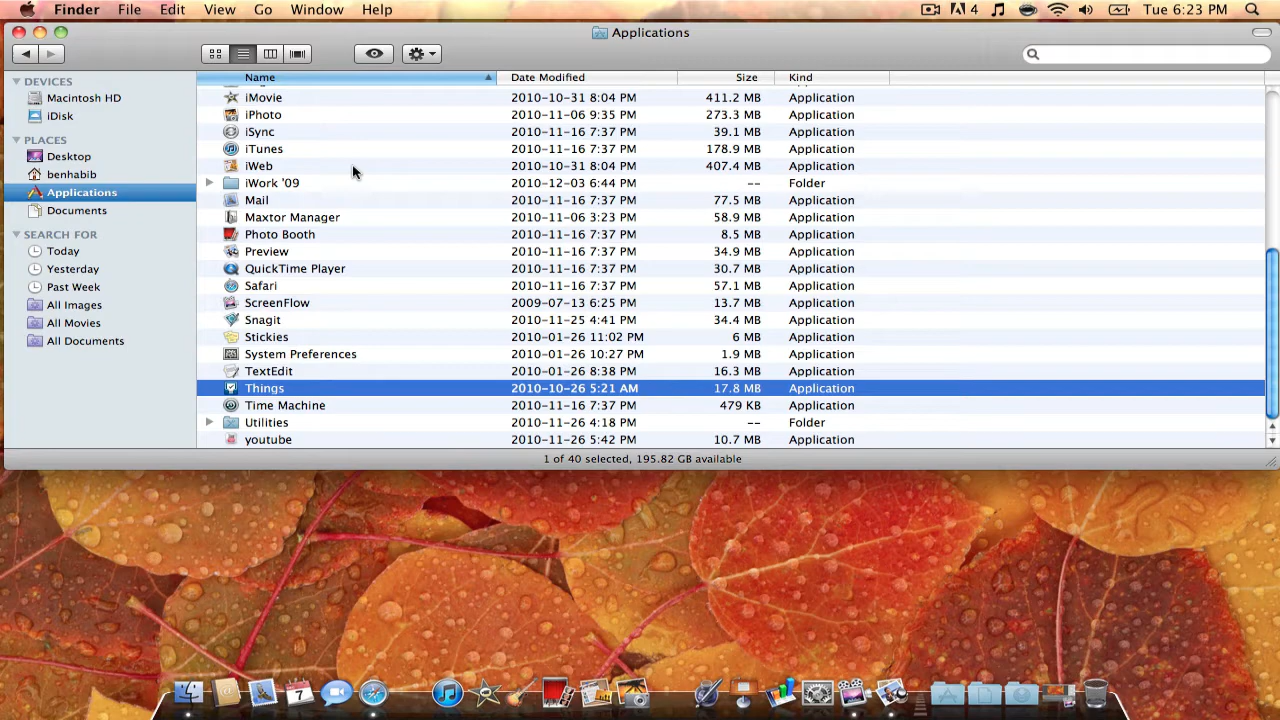 Finder File Edit View Go Window Help 4 Tue 6:23 PM
Applications
DEVICES
Macintosh HD
iDisk
PLACES
Desktop
benhabib
Applications
Documents
SEARCH FOR
Today
Yesterday
Past Week
All Images
All Movies
All Documents
Name Date Modified Size Kind
iMovie 2010-10-31 8:04 PM 411.2 MB Application
iPhoto 2010-11-06 9:35 PM 273.3 MB Application
iSync 2010-11-16 7:37 PM 39.1 MB Application
iTunes 2010-11-16 7:37 PM 178.9 MB Application
iWeb 2010-10-31 8:04 PM 407.4 MB Application
iWork '09 2010-12-03 6:44 PM -- Folder
Mail 2010-11-16 7:37 PM 77.5 MB Application
Maxtor Manager 2010-11-06 3:23 PM 58.9 MB Application
Photo Booth 2010-11-16 7:37 PM 8.5 MB Application
Preview 2010-11-16 7:37 PM 34.9 MB Application
QuickTime Player 2010-11-16 7:37 PM 30.7 MB Application
Safari 2010-11-16 7:37 PM 57.1 MB Application
ScreenFlow 2009-07-13 6:25 PM 13.7 MB Application
Snagit 2010-11-25 4:41 PM 34.4 MB Application
Stickies 2010-01-26 11:02 PM 6 MB Application
System Preferences 2010-01-26 10:27 PM 1.9 MB Application
TextEdit 2010-01-26 8:38 PM 16.3 MB Application
Things 2010-10-26 5:21 AM 17.8 MB Application
Time Machine 2010-11-16 7:37 PM 479 KB Application
Utilities 2010-11-26 4:18 PM -- Folder
youtube 2010-11-26 5:42 PM 10.7 MB Application
1 of 40 selected, 195.82 GB available
7